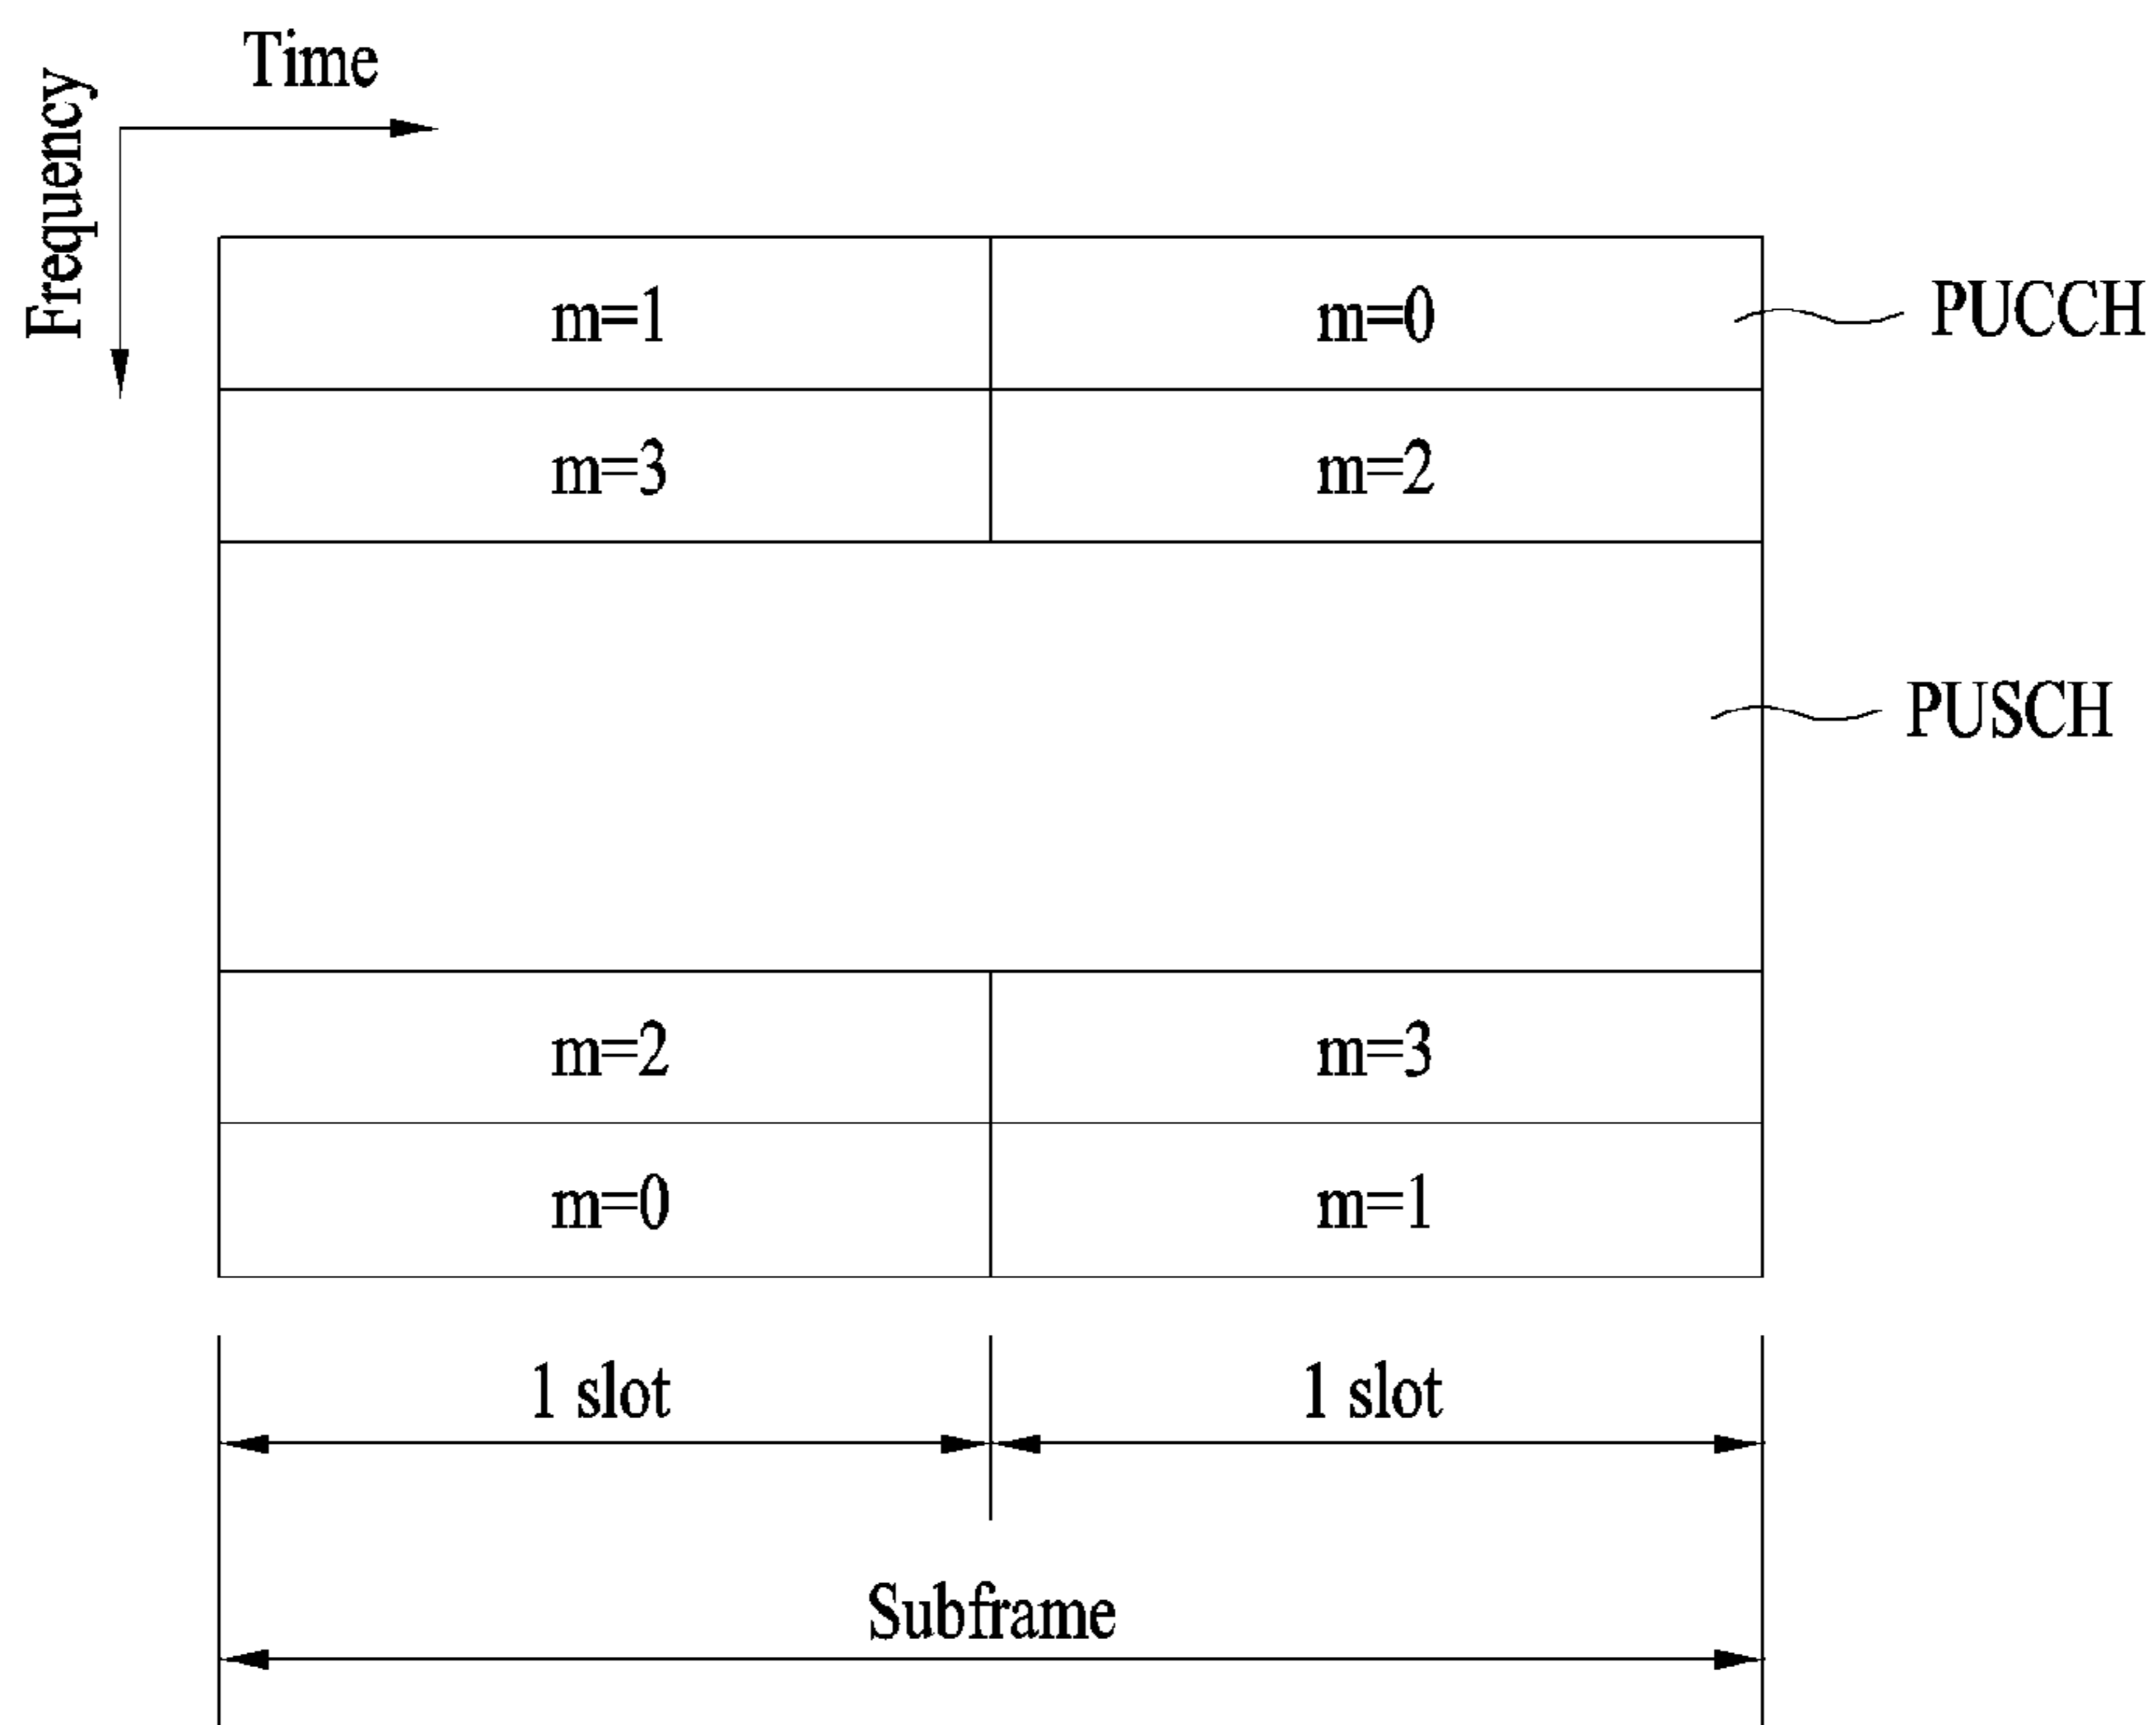 Time
Frequency
m=1 m=0 PUCCH
m=3 m=2
PUSCH
m=2 m=3
m=0 m=1
1 slot 1 slot
Subframe